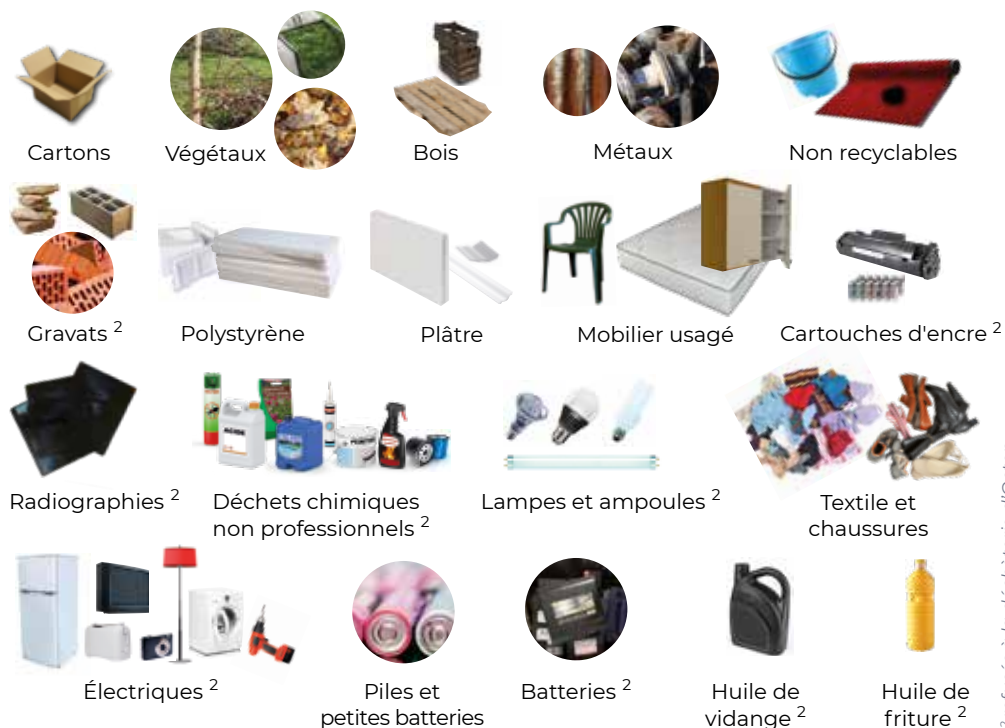 Cartons
Végétaux
Bois
Métaux
Non recyclables
Gravats ²
Polystyrène
Plâtre
Mobilier usagé
Cartouches d'encre ²
ACIDE
Radiographies ²
Déchets chimiques
non professionnels ²
Lampes et ampoules ²
Textile et
chaussures
Électriques ²
Piles et
petites batteries
Batteries ²
Huile de
vidange ²
Huile de
friture ²